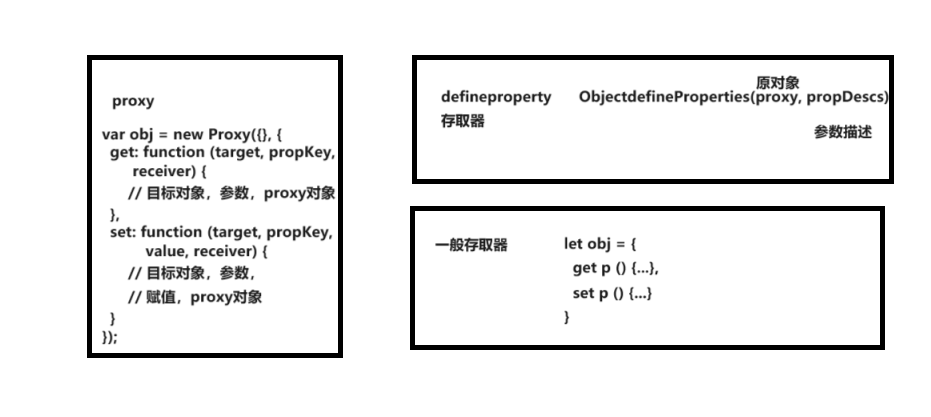 proxy
var obj = new Proxy({}, {
get: function (target, propKey,
receiver) {
// 目标对象，参数，proxy对象
},
set: function (target, propKey,
value, receiver) {
// 目标对象，参数，
// 赋值，proxy对象
}
});
原对象
defineproperty ObjectdefineProperties(proxy, propDescs)
存取器
参数描述
一般存取器 let obj = {
get p () {...},
set p () {...}
}